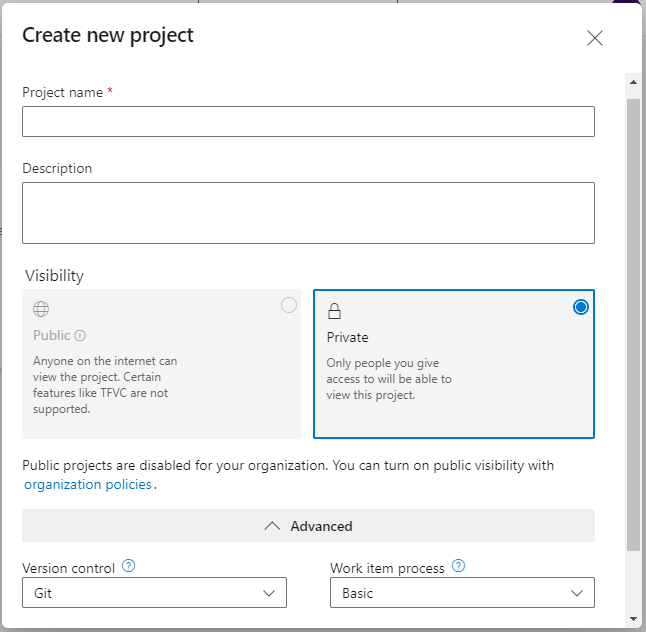 Create new project
Project name *
Description
Visibility
Public
Anyone on the internet can
view the project. Certain
features like TFVC are not
supported.
Private
Only people you give
access to will be able to
view this project.
Public projects are disabled for your organization. You can turn on public visibility with
organization policies.
Advanced
Version control ?
Git
Work item process ?
Basic